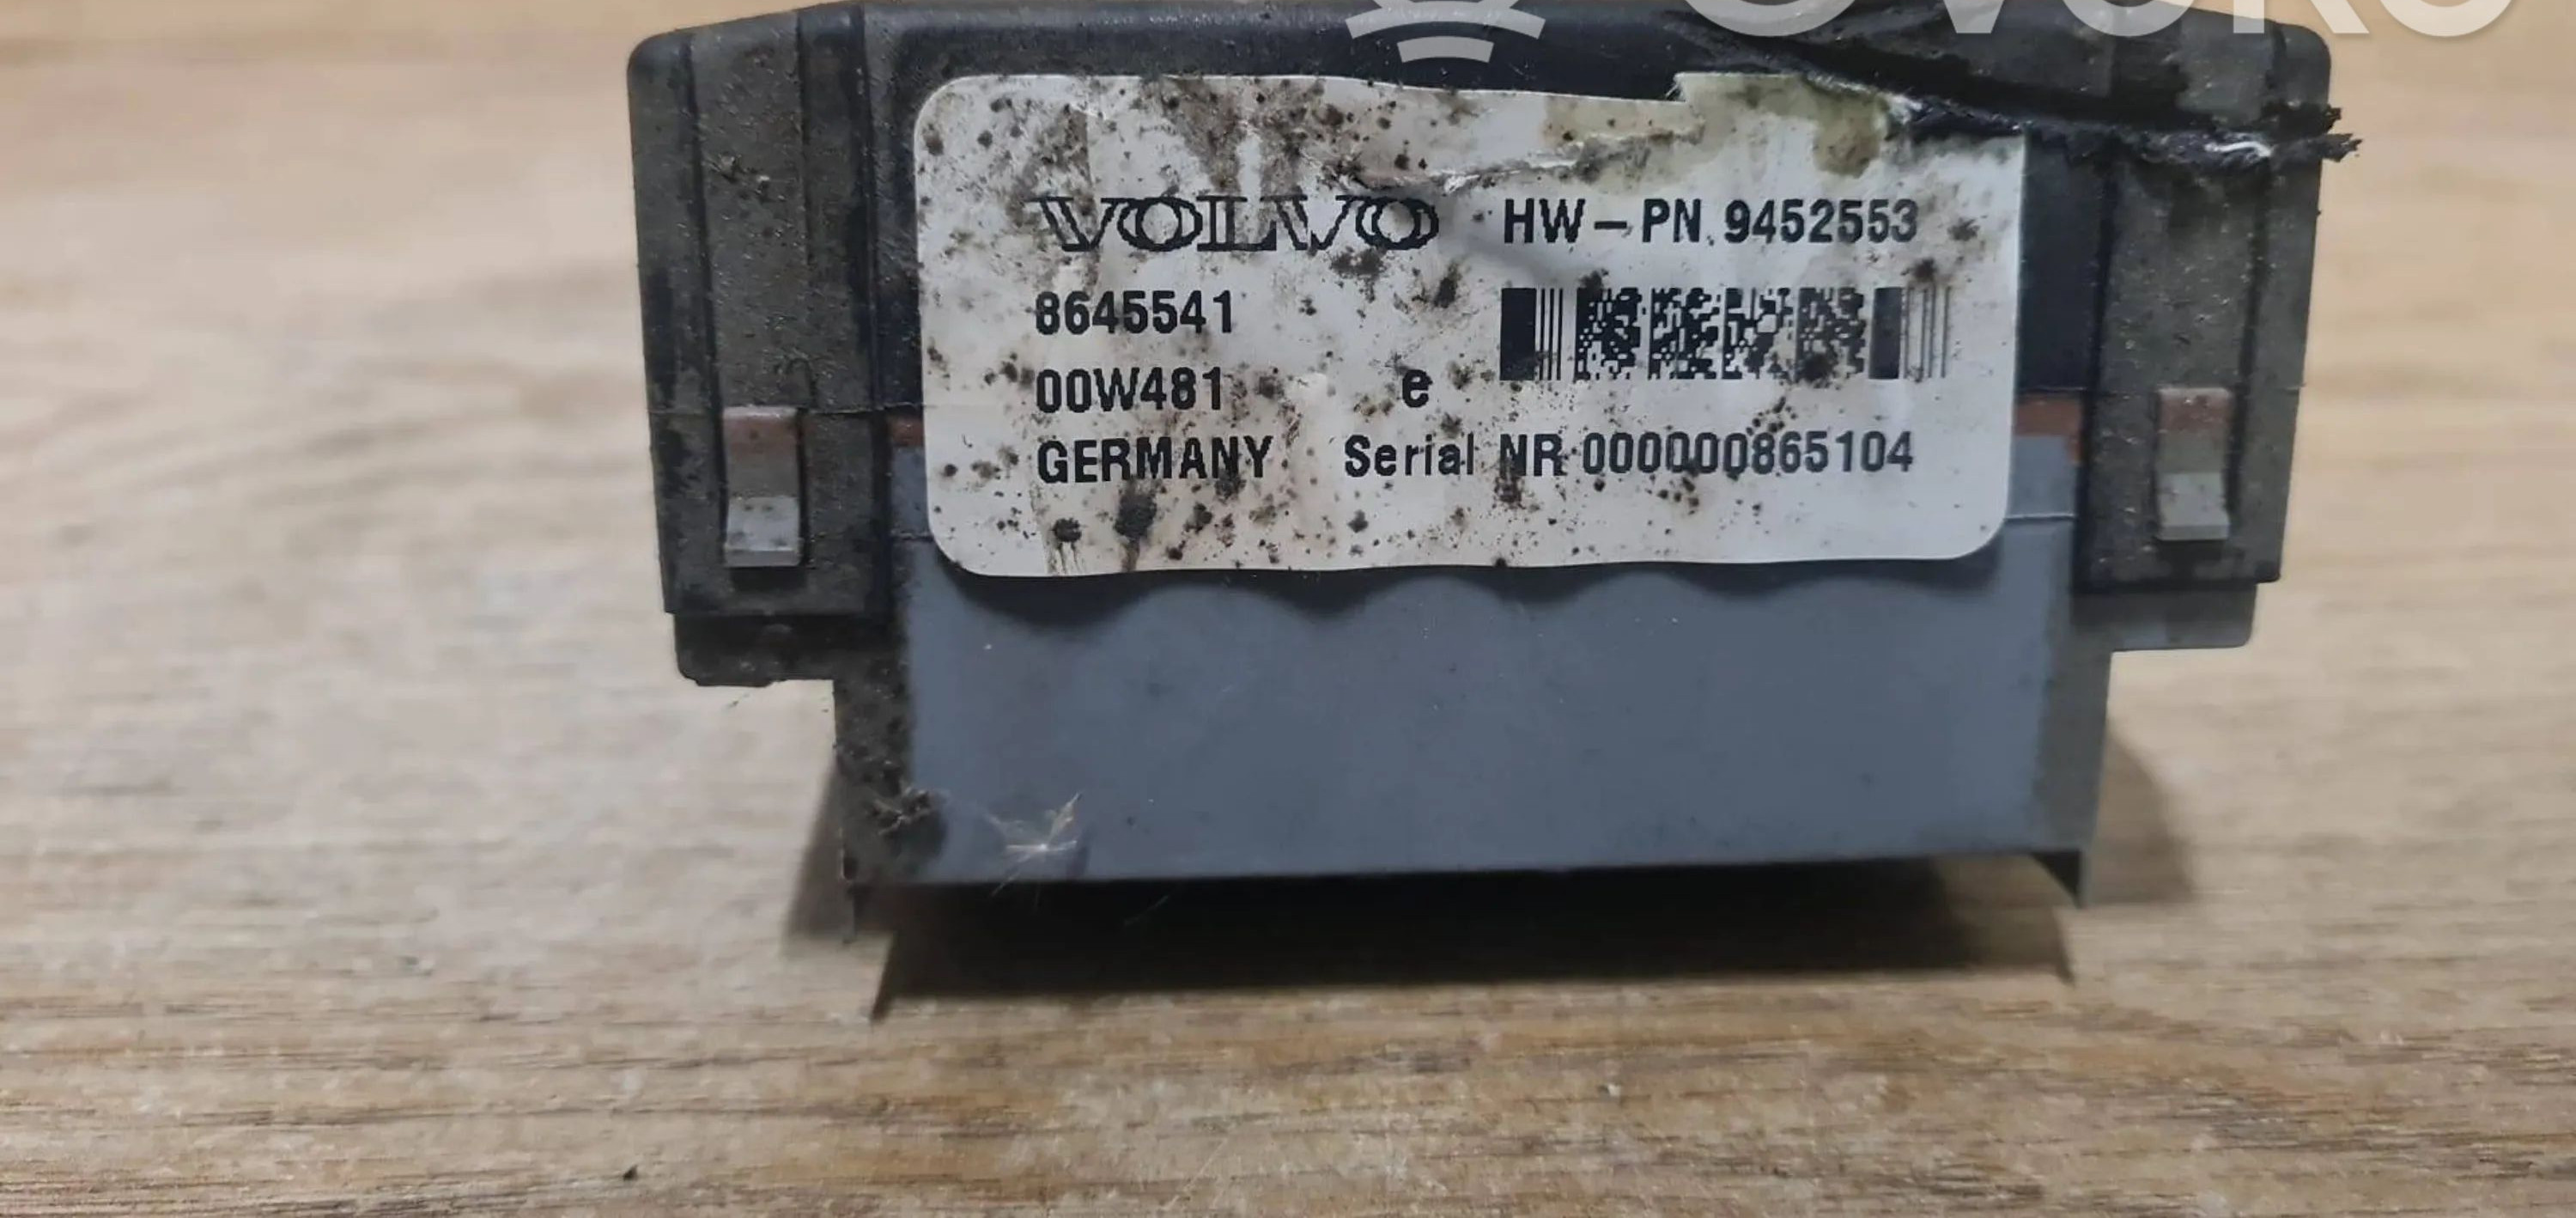 VOLVO HW-PN. 9452553
8645541
00W481 e
GERMANY Serial NR 000000865104